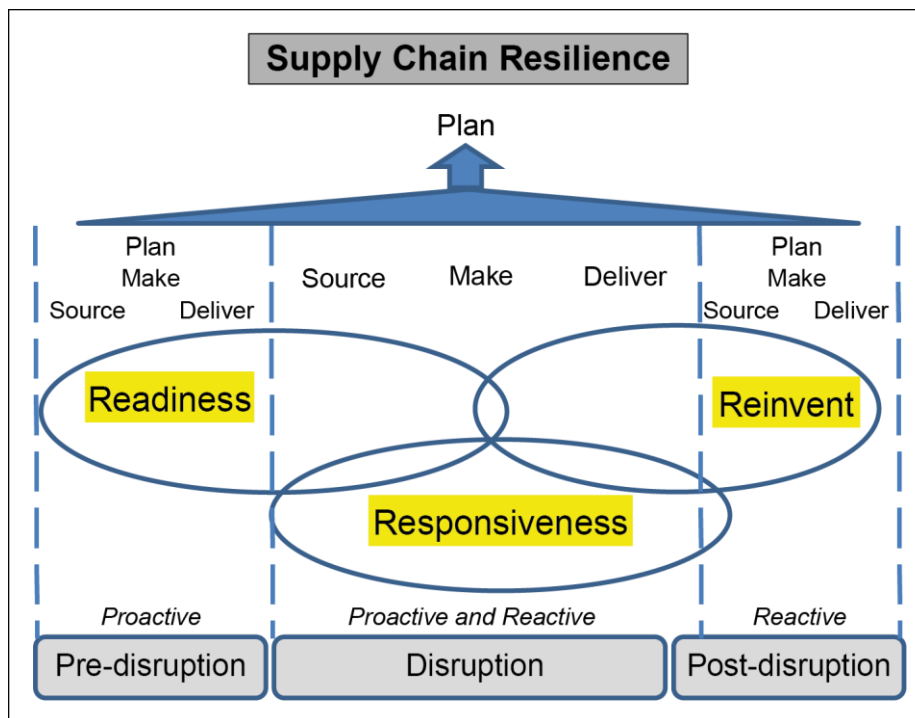 Supply Chain Resilience
Plan
Plan
Make
Source Deliver
Source Make Deliver
Plan
Make
Source Deliver
Readiness
Reinvent
Responsiveness
Proactive
Proactive and Reactive
Reactive
Pre-disruption
Disruption
Post-disruption